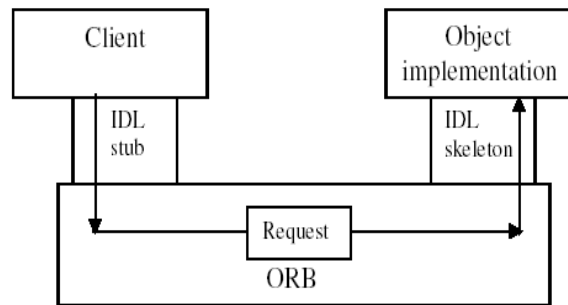 Client
Object
implementation
IDL
stub
IDL
skeleton
Request
ORB